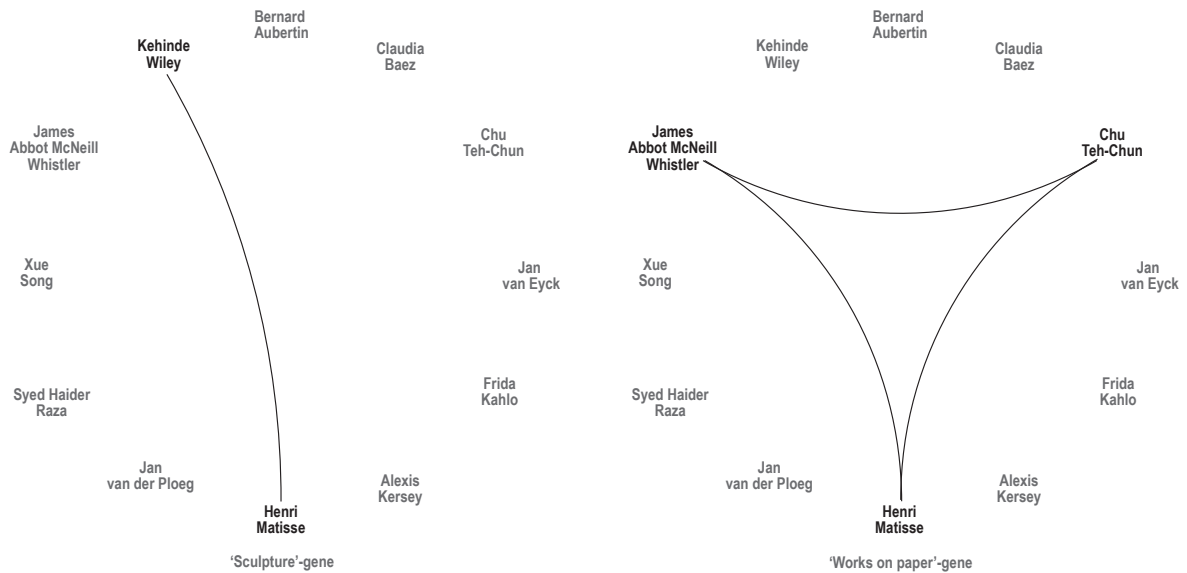 Bernard
Aubertin
Kehinde
Wiley
Claudia
Baez
James
Abbot McNeill
Whistler
Chu
Teh-Chun
Xue
Song
Jan
van Eyck
Syed Haider
Raza
Frida
Kahlo
Jan
van der Ploeg
Alexis
Kersey
Henri
Matisse
'Sculpture'-gene
Bernard
Aubertin
Kehinde
Wiley
Claudia
Baez
James
Abbot McNeill
Whistler
Chu
Teh-Chun
Xue
Song
Jan
van Eyck
Syed Haider
Raza
Frida
Kahlo
Jan
van der Ploeg
Alexis
Kersey
Henri
Matisse
'Works on paper'-gene